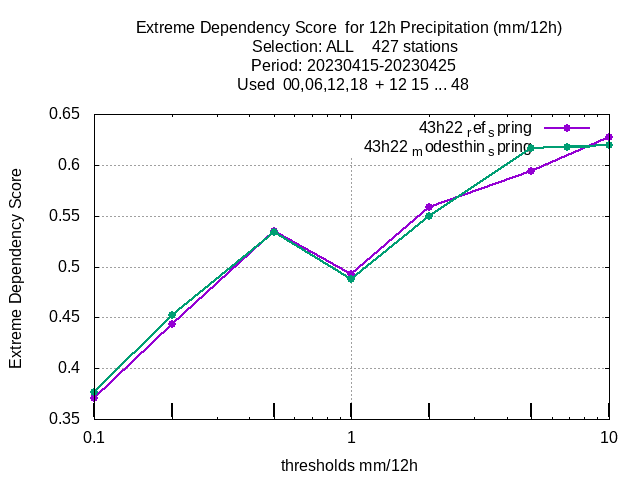 Extreme Dependency Score  for 12h Precipitation (mm/12h)
Selection: ALL    427 stations
Period: 20230415-20230425
Used  00,06,12,18  + 12 15 ... 48
0.65
43h22 ref spring
43h22 modesthin spring
0.6
0.55
0.5
0.45
0.4
0.35
Extreme Dependency Score
0.1
1
10
thresholds mm/12h